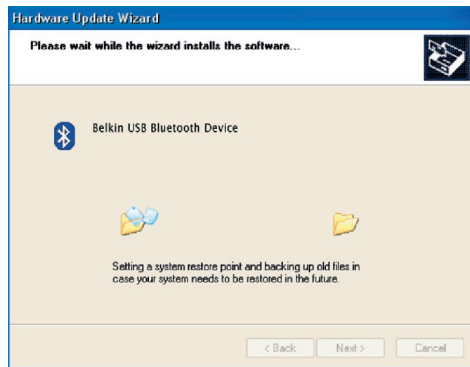 Hardware Update Wizard
Please wait while the wizard installs the software...
Belkin USB Bluetooth Device
Setting a system restore point and backing up old files in
case your system needs to be restored in the future.
< Back
Next >
Cancel